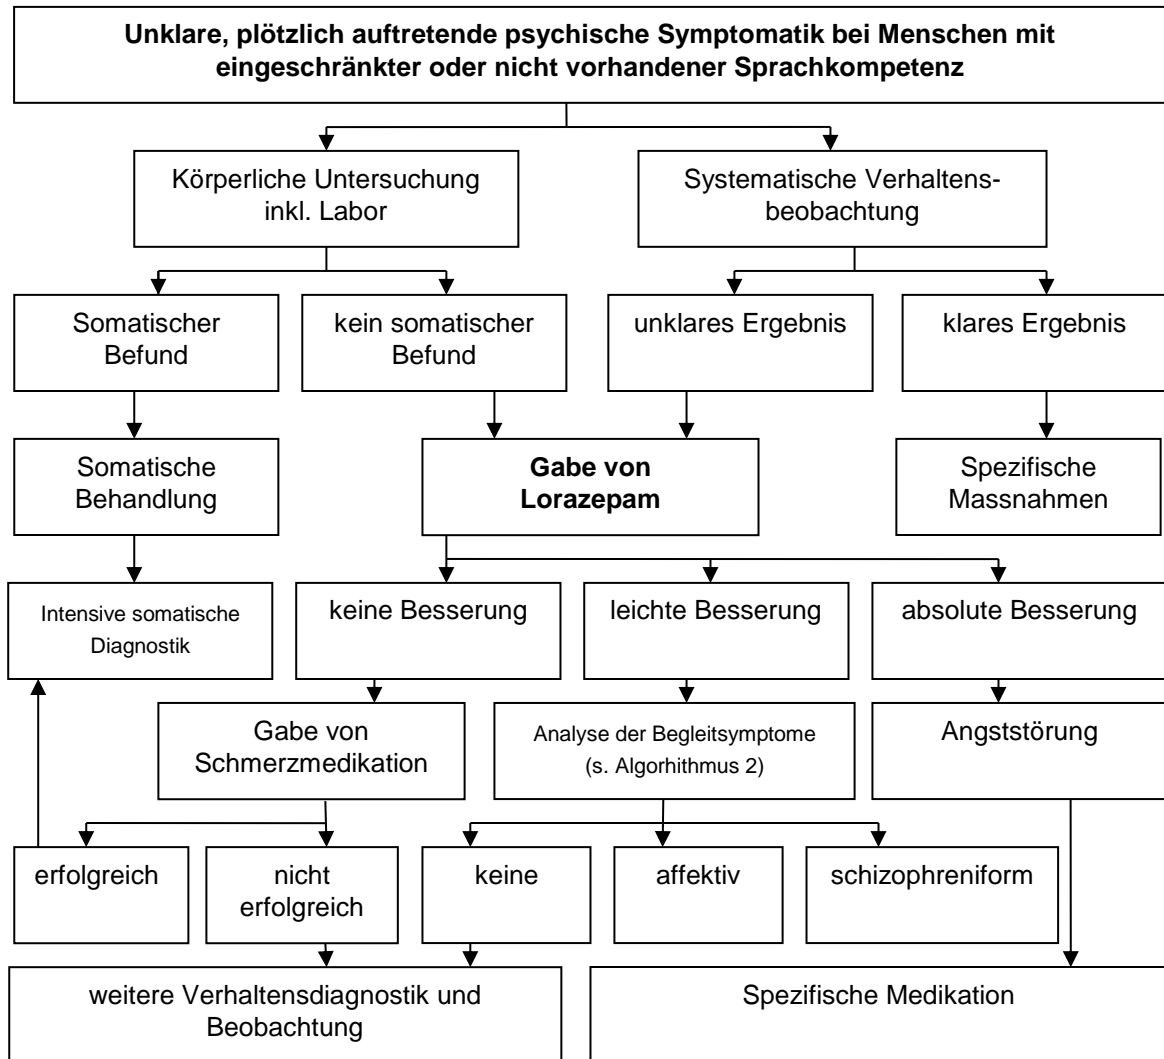 Unklare, plötzlich auftretende psychische Symptomatik bei Menschen mit
eingeschränkter oder nicht vorhandener Sprachkompetenz
Körperliche Untersuchung
inkl. Labor
Systematische Verhaltens-
beobachtung
Somatischer
Befund
kein somatischer
Befund
unklares Ergebnis
klares Ergebnis
Somatische
Behandlung
Gabe von
Lorazepam
Spezifische
Massnahmen
Intensive somatische
Diagnostik
keine Besserung
leichte Besserung
absolute Besserung
Gabe von
Schmerzmedikation
Analyse der Begleitsymptome
(s. Algorhithmus 2)
Angststörung
erfolgreich
nicht
erfolgreich
keine
affektiv
schizophreniform
weitere Verhaltensdiagnostik und
Beobachtung
Spezifische Medikation